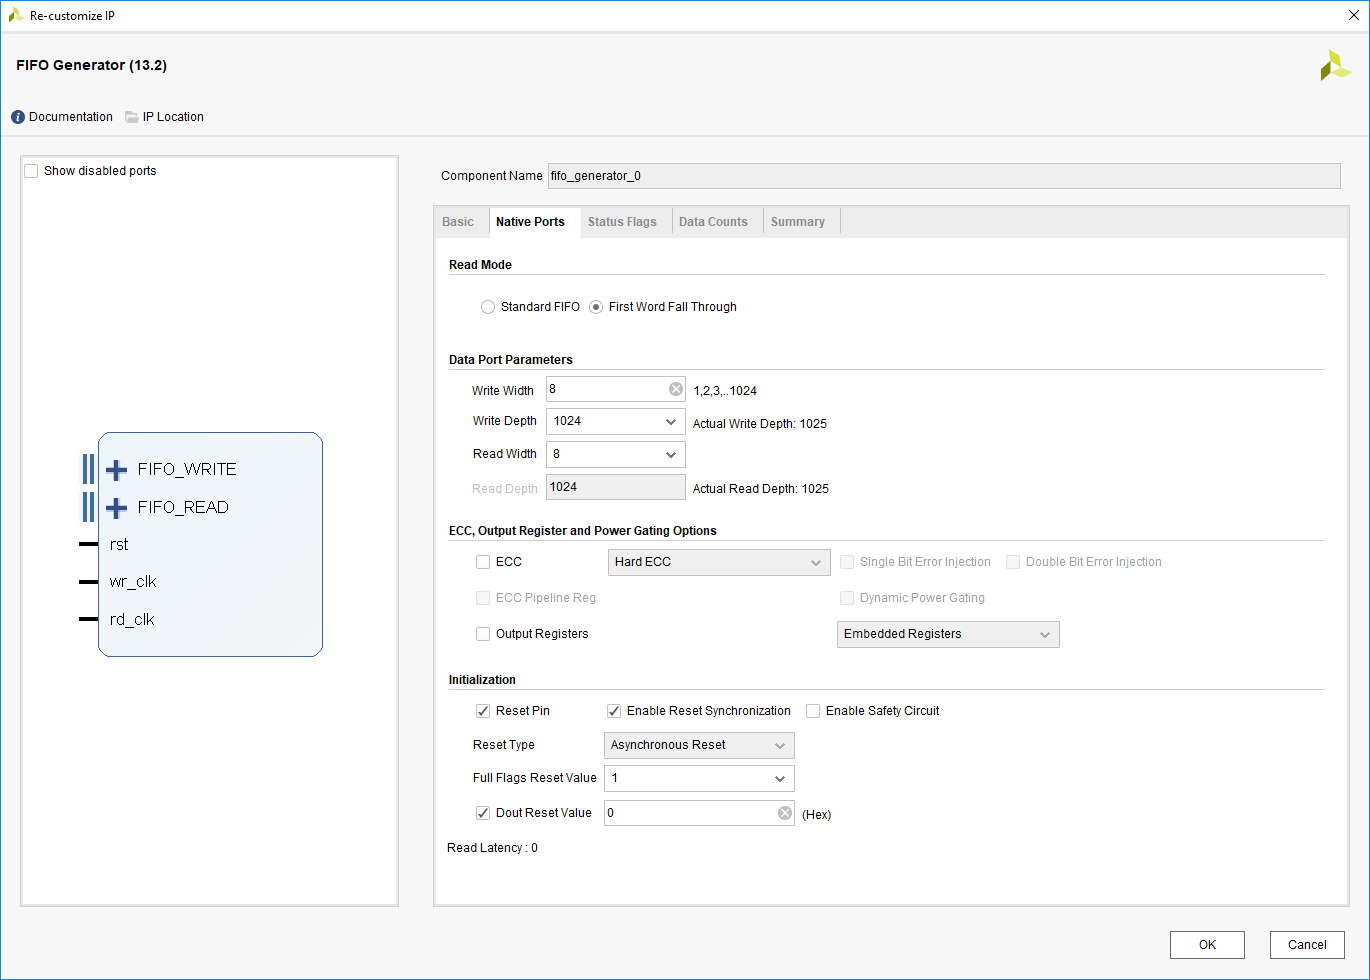 Re-customize IP
FIFO Generator (13.2)
Documentation IP Location
Show disabled ports
FIFO_WRITE
FIFO_READ
rst
wr_clk
rd_clk
Component Name fifo_generator_0
Basic Native Ports Status Flags Data Counts Summary
Read Mode
Standard FIFO First Word Fall Through
Data Port Parameters
Write Width 8 1,2,3,..1024
Write Depth 1024 Actual Write Depth: 1025
Read Width 8
Read Depth 1024 Actual Read Depth: 1025
ECC, Output Register and Power Gating Options
ECC Hard ECC Single Bit Error Injection Double Bit Error Injection
ECC Pipeline Reg Dynamic Power Gating
Output Registers Embedded Registers
Initialization
Reset Pin Enable Reset Synchronization Enable Safety Circuit
Reset Type Asynchronous Reset
Full Flags Reset Value 1
Dout Reset Value 0 (Hex)
Read Latency : 0
OK Cancel